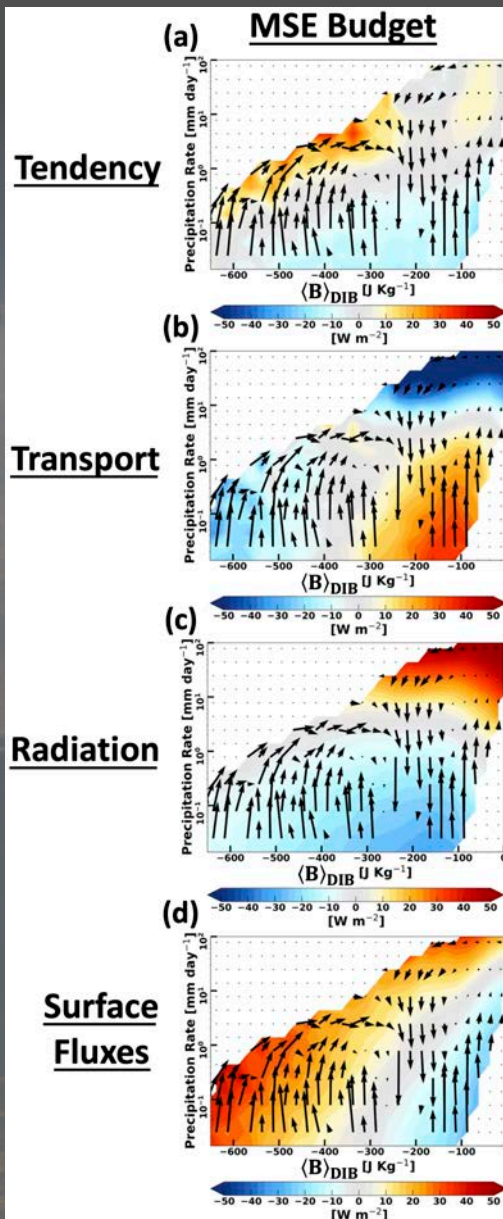 MSE Budget
(a)
Tendency
Precipitation Rate [mm day⁻¹]
10²
10¹
10⁰
10⁻¹
−600 −500 −400 −300 −200 −100
⟨B⟩DIB [J Kg⁻¹]
−50 −40 −30 −20 −10 0 10 20 30 40 50
[W m⁻²]
(b)
Transport
Precipitation Rate [mm day⁻¹]
10²
10¹
10⁰
10⁻¹
−600 −500 −400 −300 −200 −100
⟨B⟩DIB [J Kg⁻¹]
−50 −40 −30 −20 −10 0 10 20 30 40 50
[W m⁻²]
(c)
Radiation
Precipitation Rate [mm day⁻¹]
10²
10¹
10⁰
10⁻¹
−600 −500 −400 −300 −200 −100 0
⟨B⟩DIB [J Kg⁻¹]
−50 −40 −30 −20 −10 0 10 20 30 40 50
[W m⁻²]
(d)
Surface
Fluxes
Precipitation Rate [mm day⁻¹]
10²
10¹
10⁰
10⁻¹
−600 −500 −400 −300 −200 −100
⟨B⟩DIB [J Kg⁻¹]
−50 −40 −30 −20 −10 0 10 20 30 40 50
[W m⁻²]